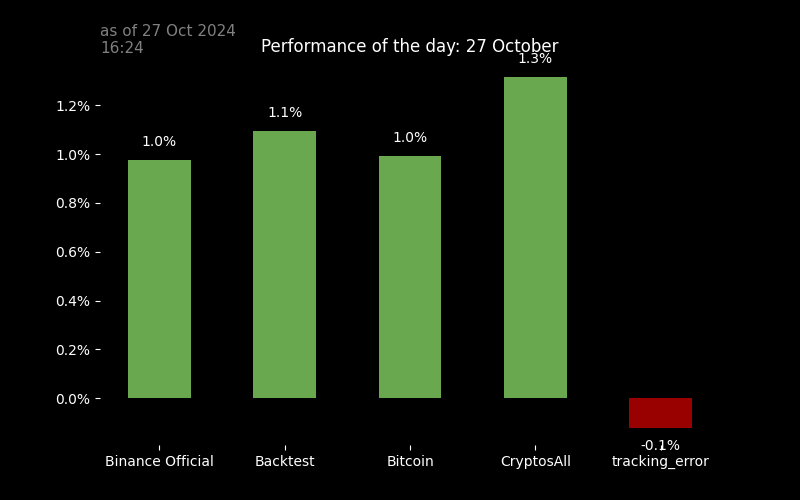 as of 27 Oct 2024
16:24
Performance of the day: 27 October
1.3%
1.2%
1.1%
1.0%
1.0%
1.0%
0.8%
0.6%
0.4%
0.2%
0.0%
-0.1%
Binance Official
Backtest
Bitcoin
CryptosAll
tracking_error